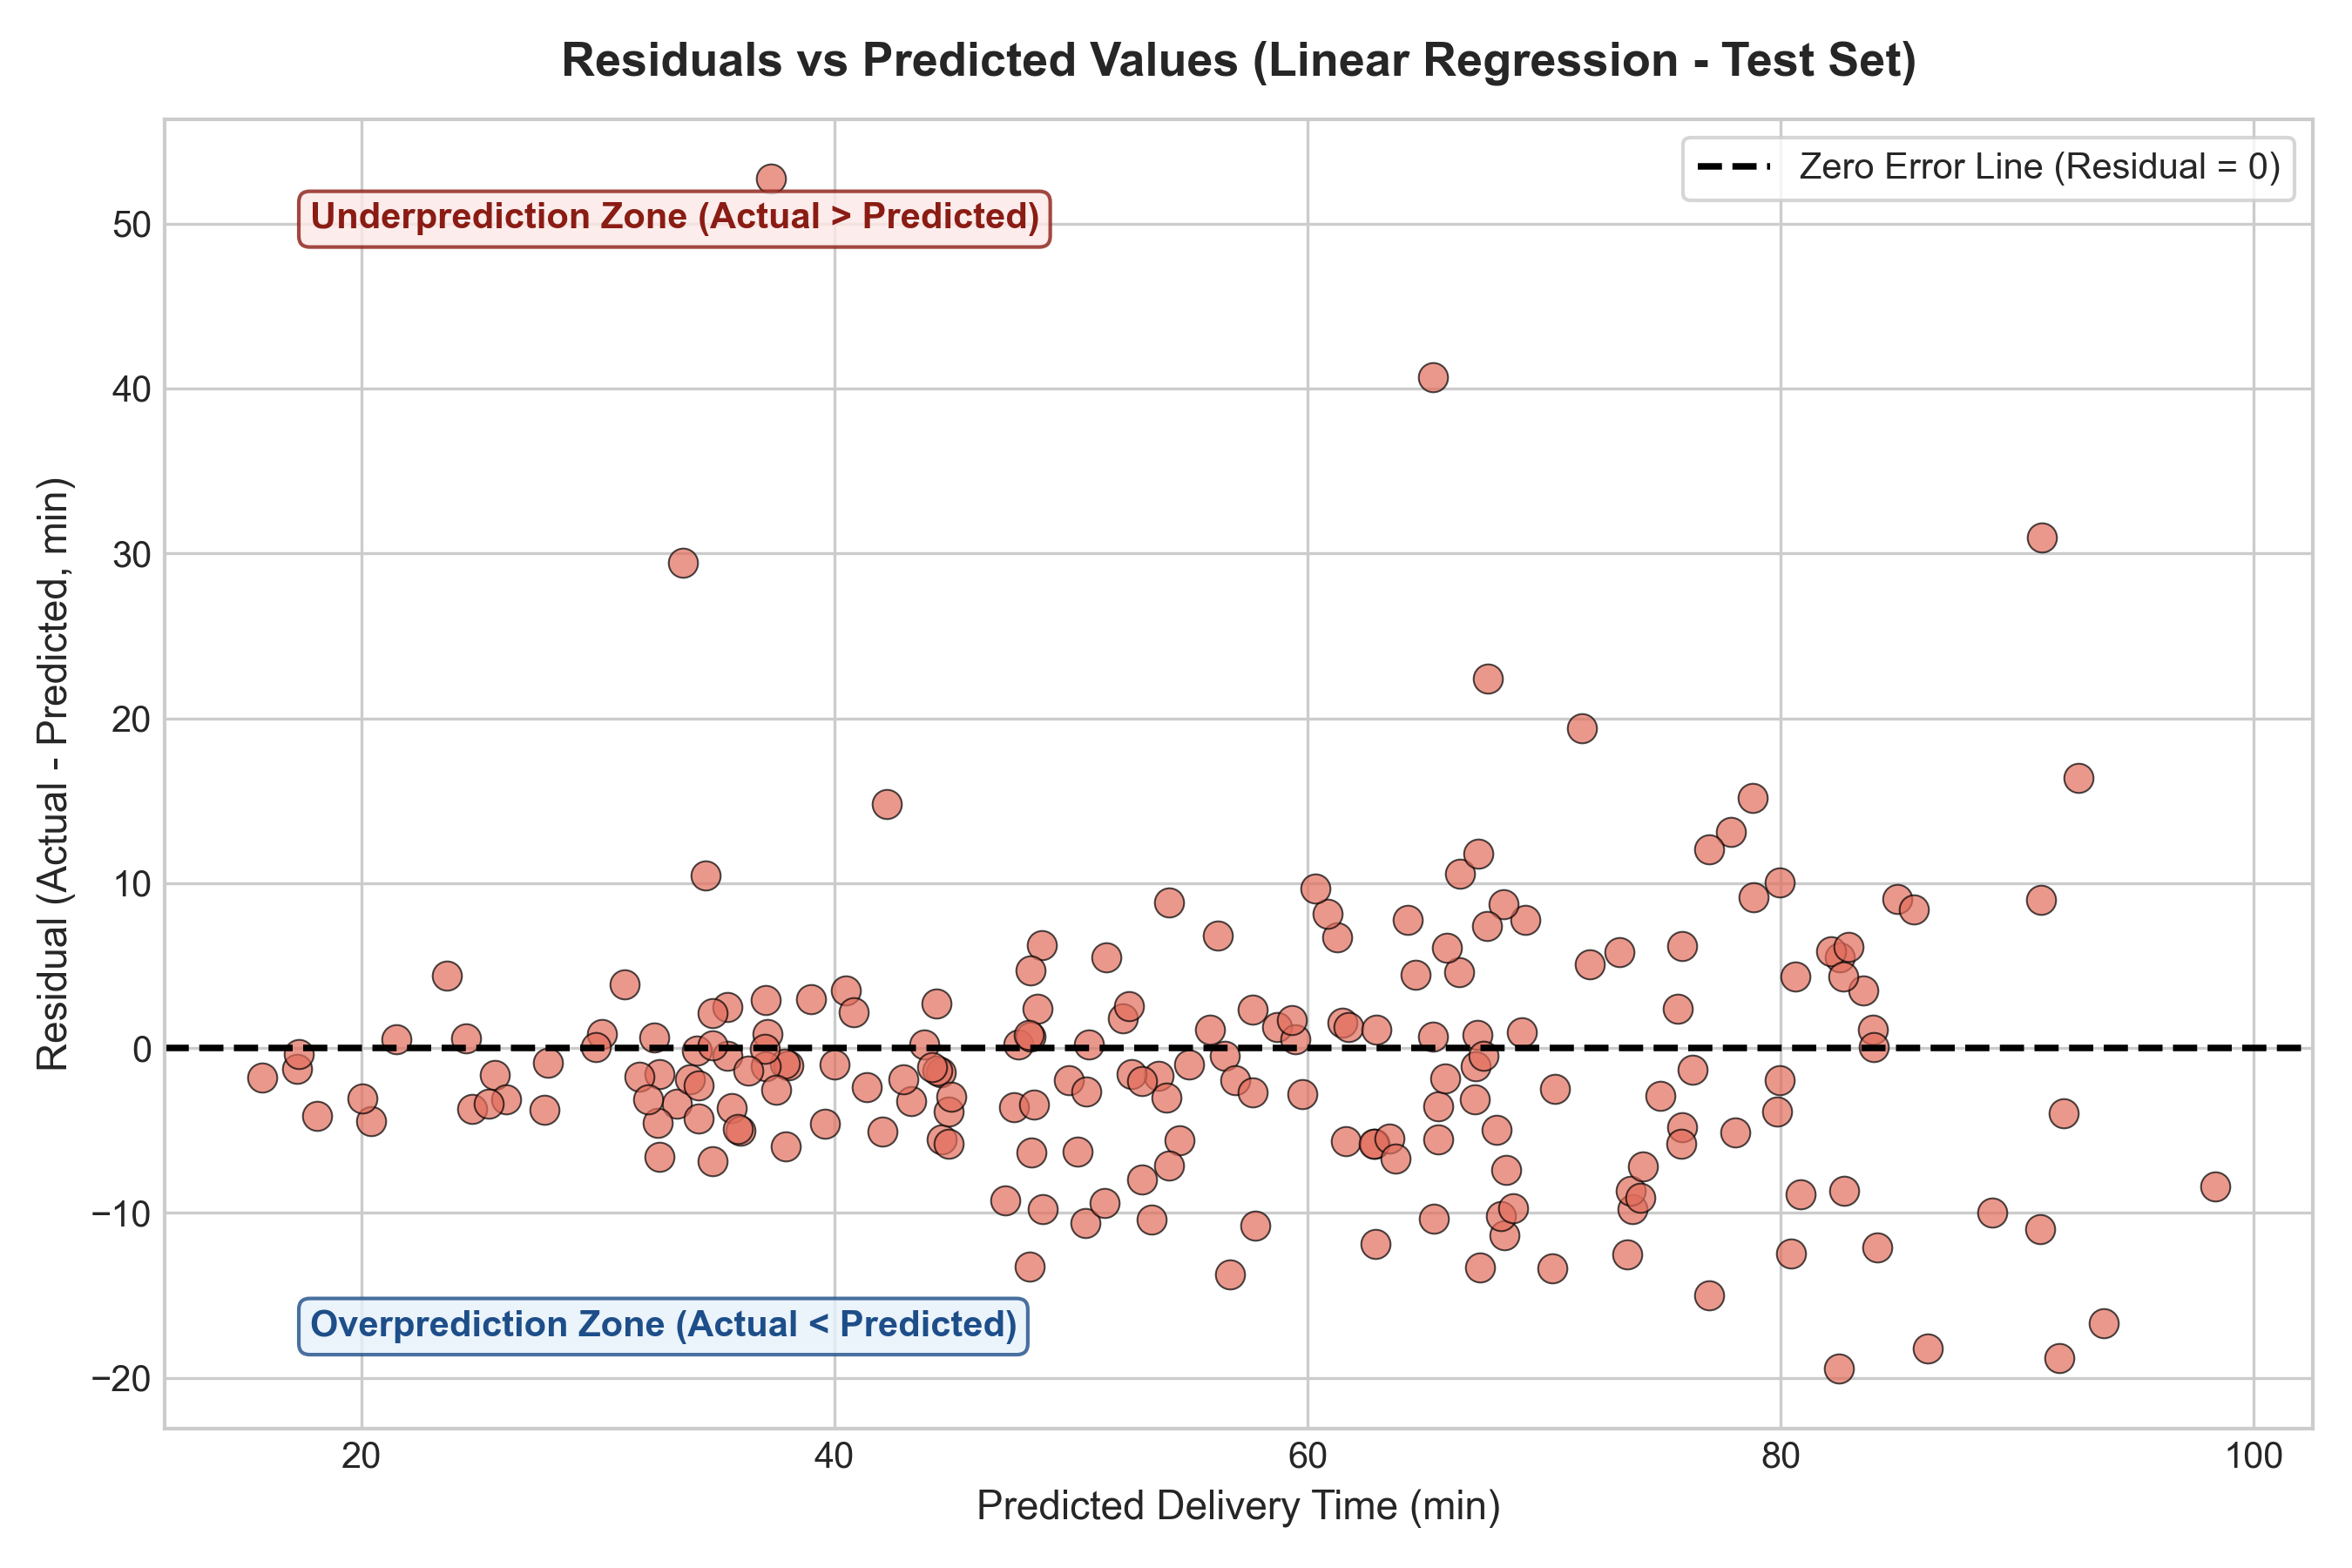 Residuals vs Predicted Values (Linear Regression - Test Set)
Zero Error Line (Residual = 0)
Underprediction Zone (Actual > Predicted)
Overprediction Zone (Actual < Predicted)
Residual (Actual - Predicted, min)
50
40
30
20
10
0
−10
−20
20 40 60 80 100
Predicted Delivery Time (min)